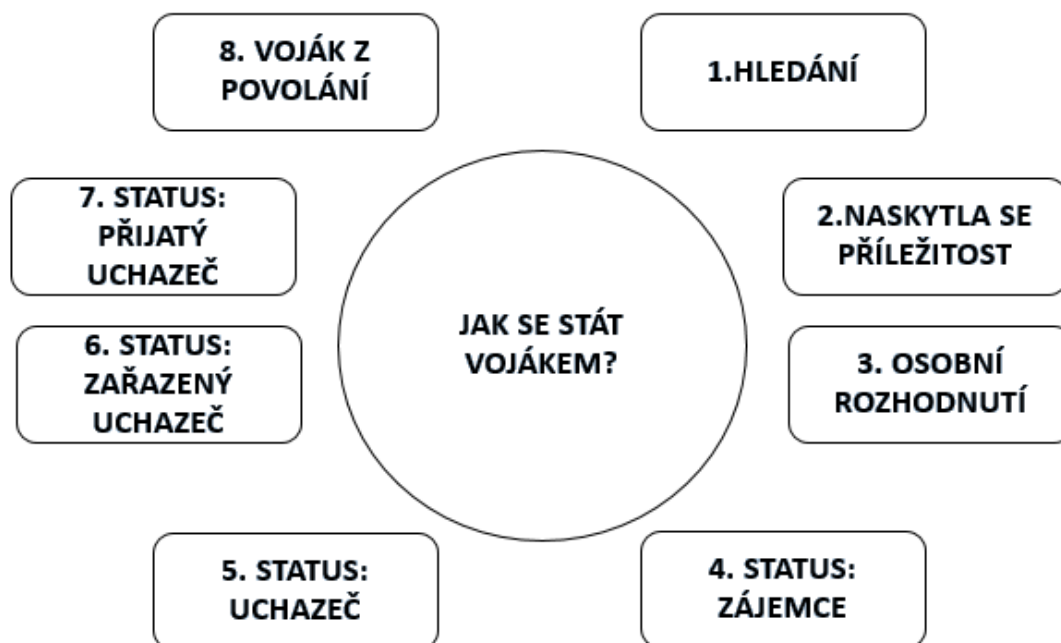 8. VOJÁK Z
POVOLÁNÍ
1.HLEDÁNÍ
7. STATUS:
PŘIJATÝ
UCHAZEČ
2.NASKYTLA SE
PŘÍLEŽITOST
JAK SE STÁT
VOJÁKEM?
6. STATUS:
ZAŘAZENÝ
UCHAZEČ
3. OSOBNÍ
ROZHODNUTÍ
5. STATUS:
UCHAZEČ
4. STATUS:
ZÁJEMCE